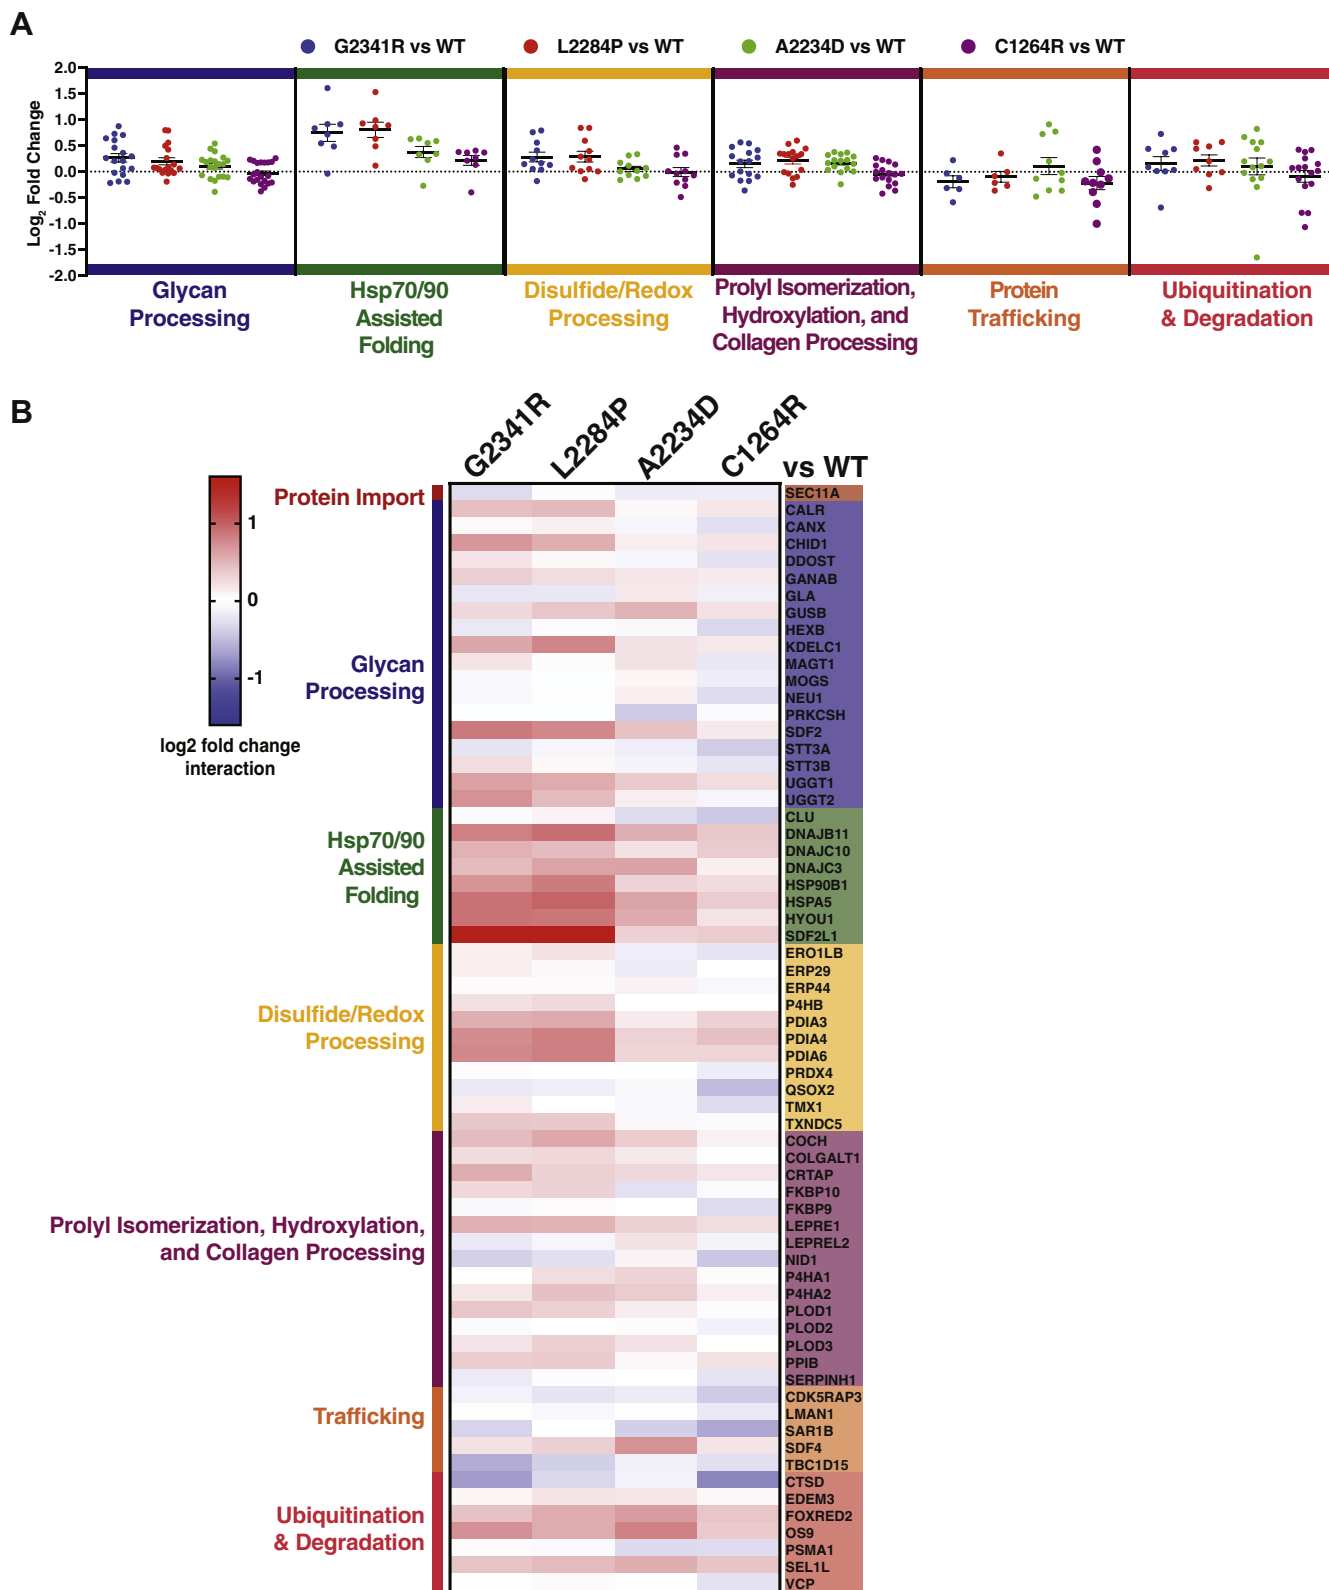 A
G2341R vs WT
L2284P vs WT
A2234D vs WT
C1264R vs WT
Log2 Fold Change
2.0
1.5
1.0
0.5
0.0
-0.5
-1.0
-1.5
-2.0
Glycan
Processing
Hsp70/90
Assisted
Folding
Disulfide/Redox
Processing
Prolyl Isomerization,
Hydroxylation, and
Collagen Processing
Protein
Trafficking
Ubiquitination
& Degradation
B
G2341R
L2284P
A2234D
C1264R
vs WT
1
0
-1
log2 fold change
interaction
Protein Import
Glycan
Processing
Hsp70/90
Assisted
Folding
Disulfide/Redox
Processing
Prolyl Isomerization, Hydroxylation,
and Collagen Processing
Trafficking
Ubiquitination
& Degradation
SEC11A
CALR
CANX
CHID1
DDOST
GANAB
GLA
GUSB
HEXB
KDELC1
MAGT1
MOGS
NEU1
PRKCSH
SDF2
STT3A
STT3B
UGGT1
UGGT2
CLU
DNAJB11
DNAJC10
DNAJC3
HSP90B1
HSPA5
HYOU1
SDF2L1
ERO1LB
ERP29
ERP44
P4HB
PDIA3
PDIA4
PDIA6
PRDX4
QSOX2
TMX1
TXNDC5
COCH
COLGALT1
CRTAP
FKBP10
FKBP9
LEPRE1
LEPREL2
NID1
P4HA1
P4HA2
PLOD1
PLOD2
PLOD3
PPIB
SERPINH1
CDK5RAP3
LMAN1
SAR1B
SDF4
TBC1D15
CTSD
EDEM3
FOXRED2
OS9
PSMA1
SEL1L
VCP